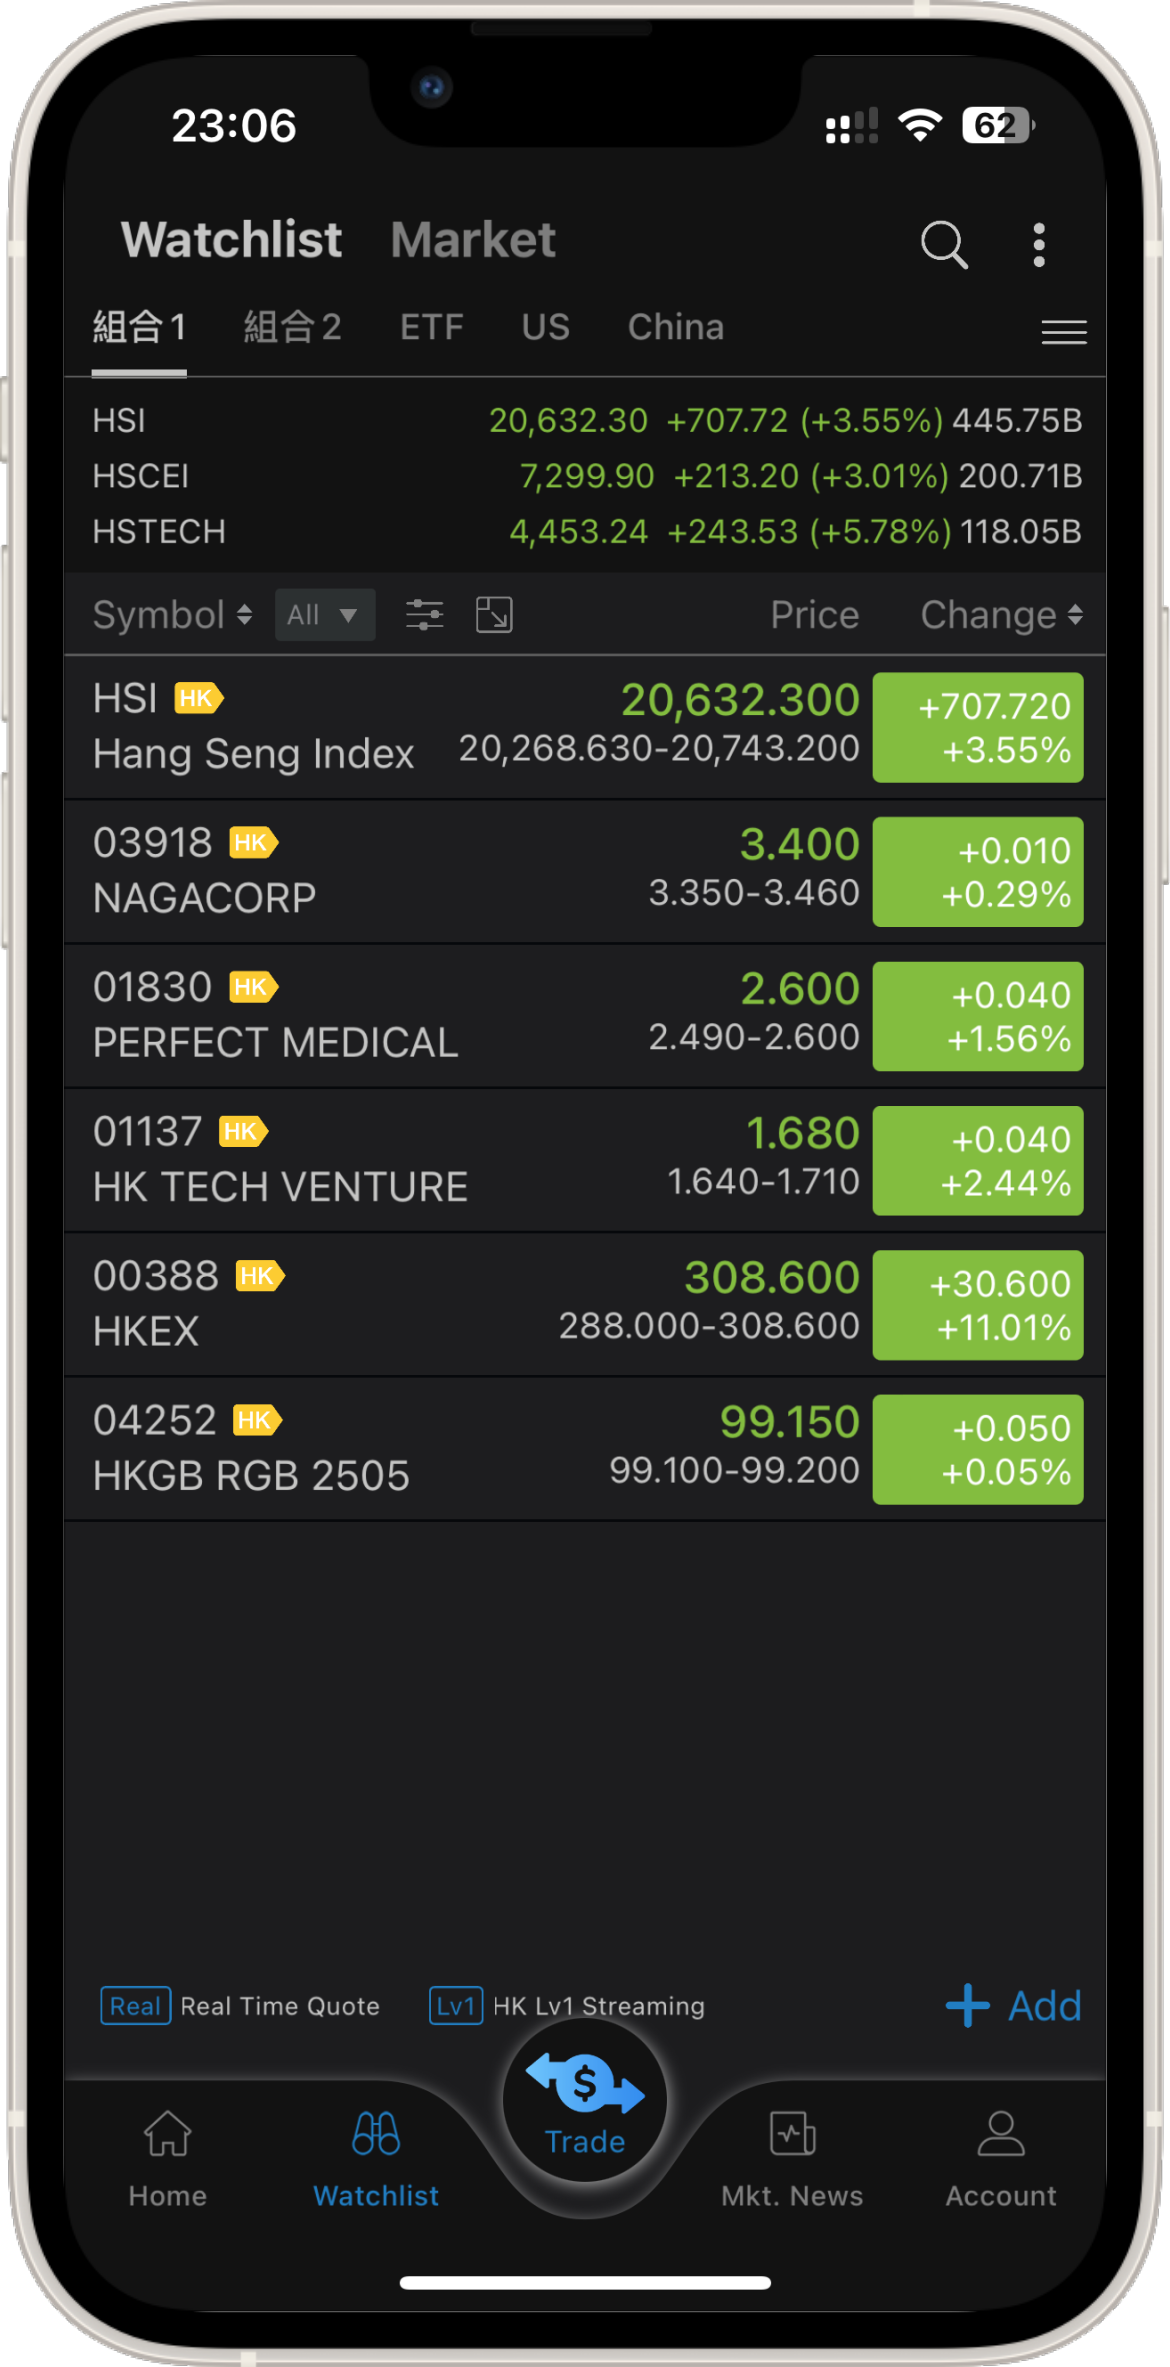 23:06
62
Watchlist Market
組合1 組合2 ETF US China
HSI 20,632.30 +707.72 (+3.55%) 445.75B
HSCEI 7,299.90 +213.20 (+3.01%) 200.71B
HSTECH 4,453.24 +243.53 (+5.78%) 118.05B
Symbol All Price Change
HSI HK 20,632.300 +707.720
Hang Seng Index 20,268.630-20,743.200 +3.55%
03918 HK 3.400 +0.010
NAGACORP 3.350-3.460 +0.29%
01830 HK 2.600 +0.040
PERFECT MEDICAL 2.490-2.600 +1.56%
01137 HK 1.680 +0.040
HK TECH VENTURE 1.640-1.710 +2.44%
00388 HK 308.600 +30.600
HKEX 288.000-308.600 +11.01%
04252 HK 99.150 +0.050
HKGB RGB 2505 99.100-99.200 +0.05%
Real Real Time Quote Lv1 HK Lv1 Streaming + Add
$
Trade
Home Watchlist Mkt. News Account